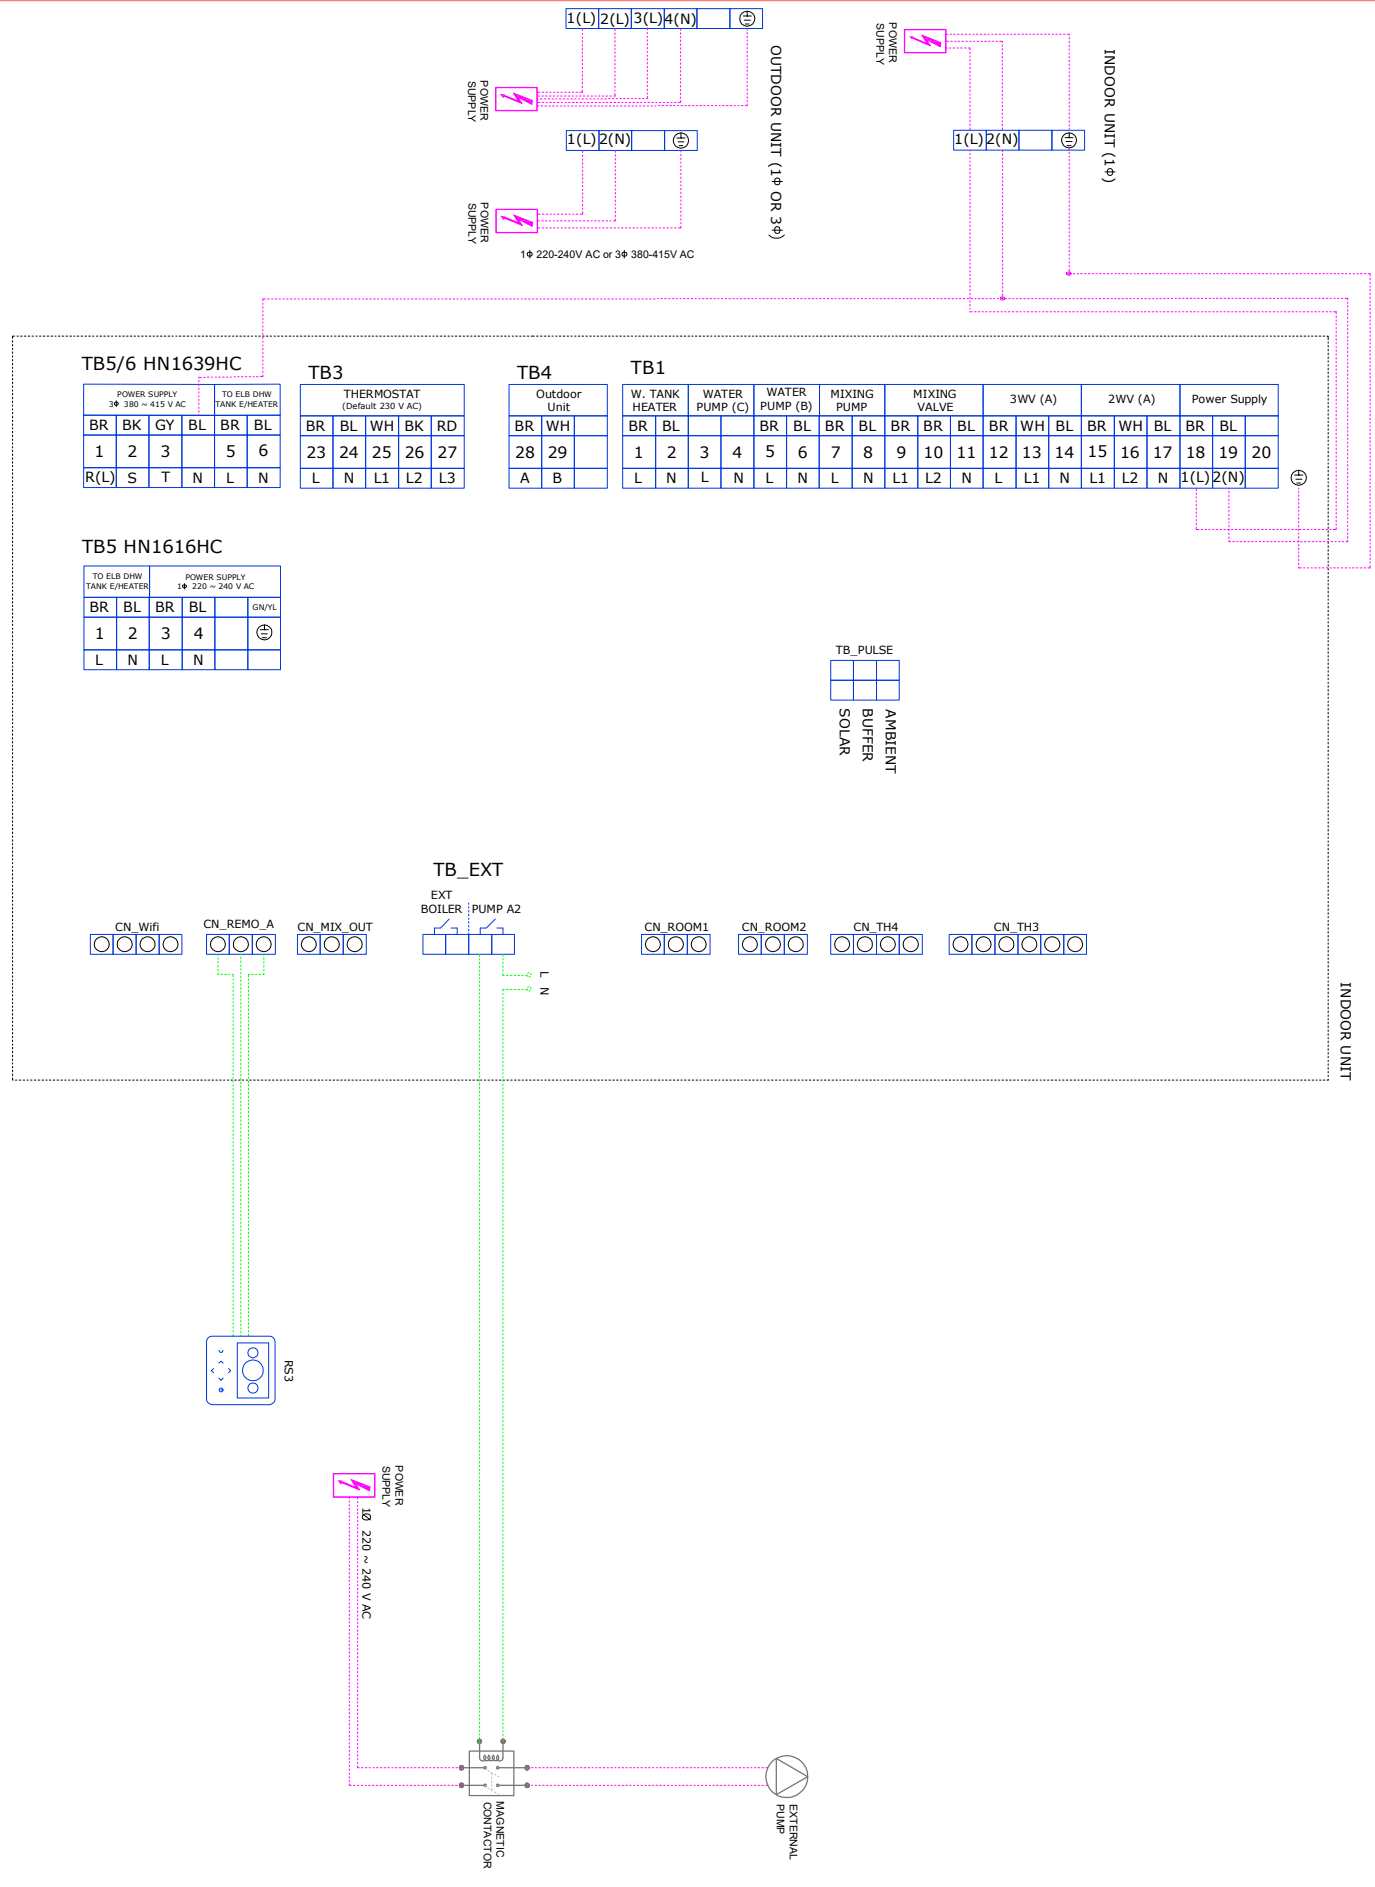 1(L) 2(L) 3(L) 4(N)
POWER
SUPPLY
OUTDOOR UNIT (1Φ OR 3Φ)
1(L) 2(N)
POWER
SUPPLY
1Φ 220-240V AC or 3Φ 380-415V AC
POWER
SUPPLY
INDOOR UNIT (1Φ)
1(L) 2(N)
TB5/6 HN1639HC
POWER SUPPLY
3Φ 380 ~ 415 V AC
TO ELB DHW
TANK E/HEATER
BR BK GY BL BR BL
1 2 3 5 6
R(L) S T N L N
TB3
THERMOSTAT
(Default 230 V AC)
BR BL WH BK RD
23 24 25 26 27
L N L1 L2 L3
TB4
Outdoor
Unit
BR WH
28 29
A B
TB1
W. TANK
HEATER
WATER
PUMP (C)
WATER
PUMP (B)
MIXING
PUMP
MIXING
VALVE
3WV (A)
2WV (A)
Power Supply
BR BL BR BL BR BL BR BR BL BR WH BL BR WH BL BR BL
1 2 3 4 5 6 7 8 9 10 11 12 13 14 15 16 17 18 19 20
L N L N L N L N L1 L2 N L L1 N L1 L2 N 1(L) 2(N)
TB5 HN1616HC
TO ELB DHW
TANK E/HEATER
POWER SUPPLY
1Φ 220 ~ 240 V AC
BR BL BR BL GN/YL
1 2 3 4
L N L N
TB_PULSE
SOLAR
BUFFER
AMBIENT
TB_EXT
EXT
BOILER
PUMP A2
CN_Wifi
CN_REMO_A
CN_MIX_OUT
CN_ROOM1
CN_ROOM2
CN_TH4
CN_TH3
L
N
INDOOR UNIT
RS3
POWER
SUPPLY
1Ø 220 ~ 240 V AC
MAGNETIC
CONTACTOR
EXTERNAL
PUMP